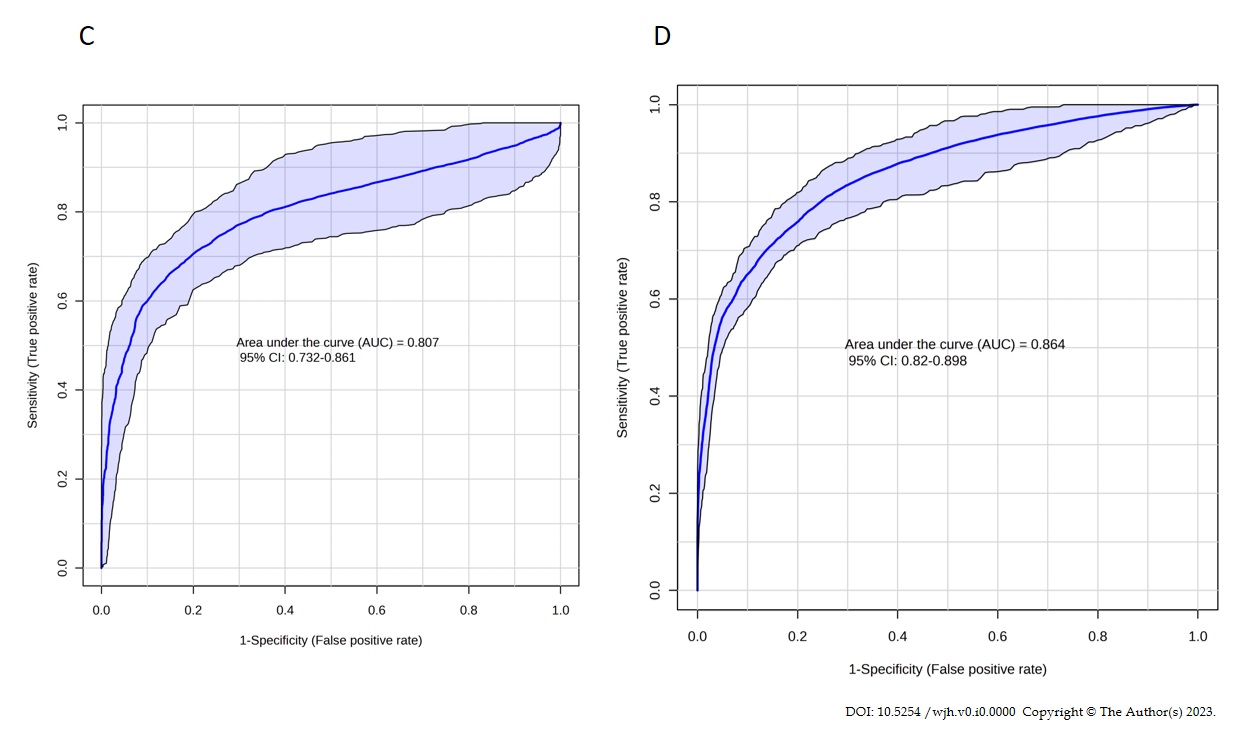 C
1.0
0.8
0.6
0.4
0.2
0.0
Sensitivity (True positive rate)
Area under the curve (AUC) = 0.807
95% CI: 0.732-0.861
0.0 0.2 0.4 0.6 0.8 1.0
1-Specificity (False positive rate)
D
1.0
0.8
0.6
0.4
0.2
0.0
Sensitivity (True positive rate)
Area under the curve (AUC) = 0.864
95% CI: 0.82-0.898
0.0 0.2 0.4 0.6 0.8 1.0
1-Specificity (False positive rate)
DOI: 10.5254 /wjh.v0.i0.0000 Copyright © The Author(s) 2023.